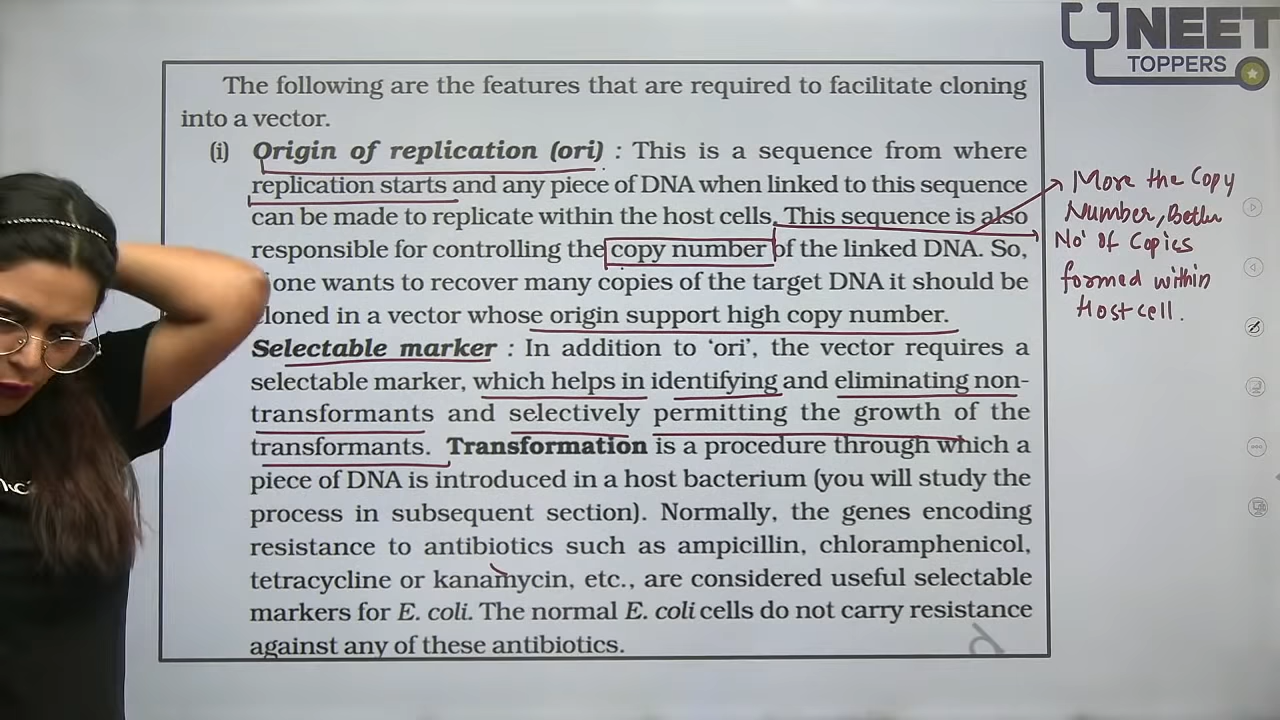 NEET
TOPPERS
The following are the features that are required to facilitate cloning
into a vector.
(i) Origin of replication (ori) : This is a sequence from where
replication starts and any piece of DNA when linked to this sequence
can be made to replicate within the host cells. This sequence is also
responsible for controlling the copy number of the linked DNA. So,
one wants to recover many copies of the target DNA it should be
loned in a vector whose origin support high copy number.
Selectable marker : In addition to ‘ori’, the vector requires a
selectable marker, which helps in identifying and eliminating non-
transformants and selectively permitting the growth of the
transformants. Transformation is a procedure through which a
piece of DNA is introduced in a host bacterium (you will study the
process in subsequent section). Normally, the genes encoding
resistance to antibiotics such as ampicillin, chloramphenicol,
tetracycline or kanamycin, etc., are considered useful selectable
markers for E. coli. The normal E. coli cells do not carry resistance
against any of these antibiotics.
More the Copy
Number, Better
No' of Copies
formed within
Host cell.